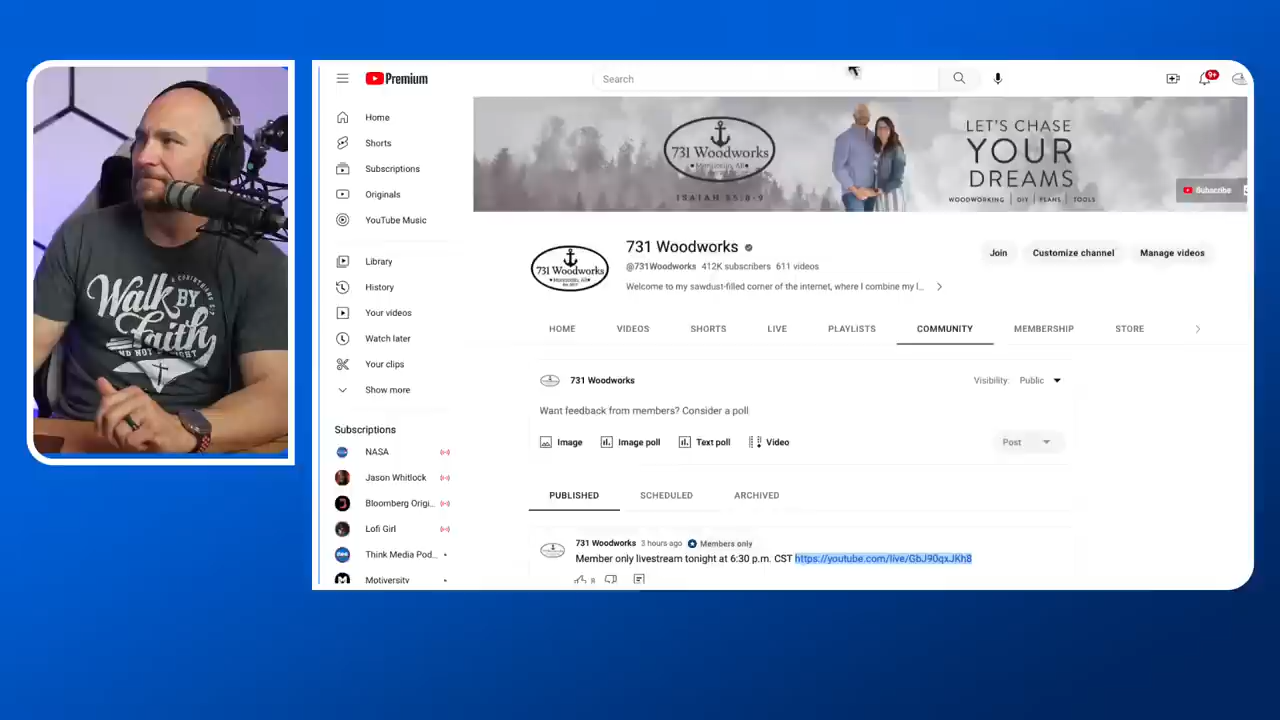 Premium
Search
9+
Home
Shorts
Subscriptions
Originals
YouTube Music
Library
History
Your videos
Watch later
Your clips
Show more
Subscriptions
NASA
Jason Whitlock
Bloomberg Origi...
Lofi Girl
Think Media Pod...
Motiversity
731 Woodworks
ISAIAH 55:8-9
LET'S CHASE
YOUR
DREAMS
WOODWORKING | DIY | PLANS | TOOLS
Subscribe
731 Woodworks
731 Woodworks
@731Woodworks 412K subscribers 611 videos
Welcome to my sawdust-filled corner of the internet, where I combine my l...
Join
Customize channel
Manage videos
HOME
VIDEOS
SHORTS
LIVE
PLAYLISTS
COMMUNITY
MEMBERSHIP
STORE
731 Woodworks
Visibility: Public
Want feedback from members? Consider a poll
Image
Image poll
Text poll
Video
Post
PUBLISHED
SCHEDULED
ARCHIVED
731 Woodworks 3 hours ago Members only
Member only livestream tonight at 6:30 p.m. CST https://youtube.com/live/GbJ90qxJKh8
8
Walk BY
Faith